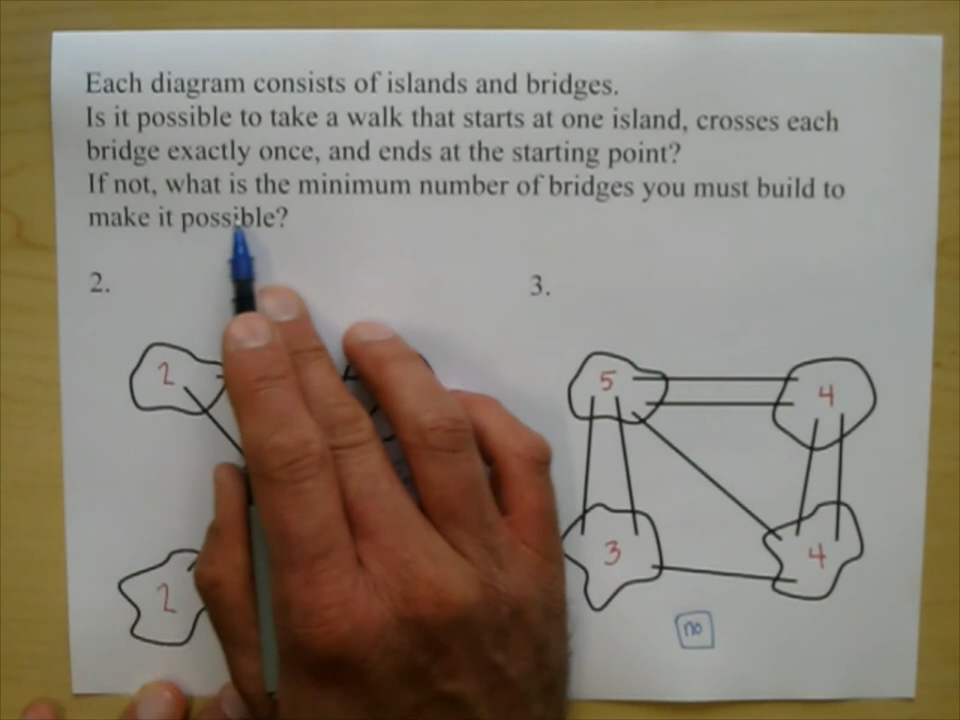 Each diagram consists of islands and bridges.
Is it possible to take a walk that starts at one island, crosses each
bridge exactly once, and ends at the starting point?
If not, what is the minimum number of bridges you must build to
make it possible?
2.
3.
2
5
4
2
3
4
no